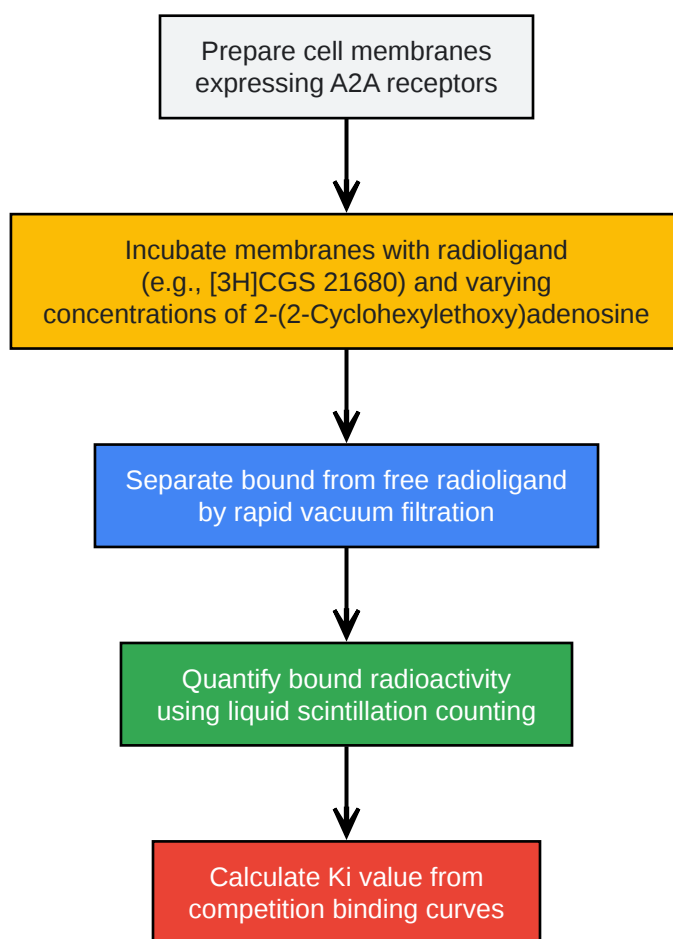 Prepare cell membranes
expressing A2A receptors
Incubate membranes with radioligand
(e.g., [3H]CGS 21680) and varying
concentrations of 2-(2-Cyclohexylethoxy)adenosine
Separate bound from free radioligand
by rapid vacuum filtration
Quantify bound radioactivity
using liquid scintillation counting
Calculate Ki value from
competition binding curves